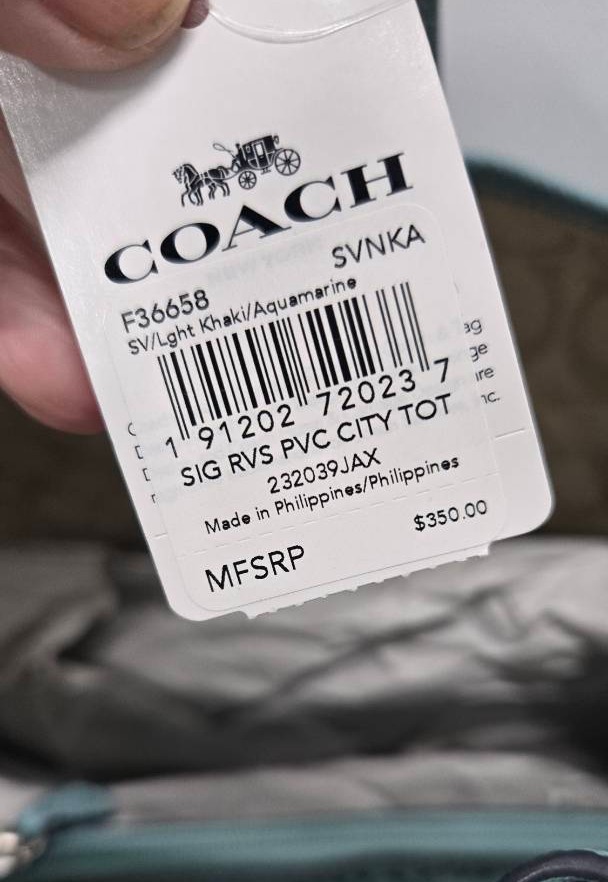 COACH
SVNKA
F36658
SV/Lght Khaki/Aquamarine
1 91202 72023 7
SIG RVS PVC CITY TOT
232039JAX
Made in Philippines/Philippines
$350.00
MFSRP